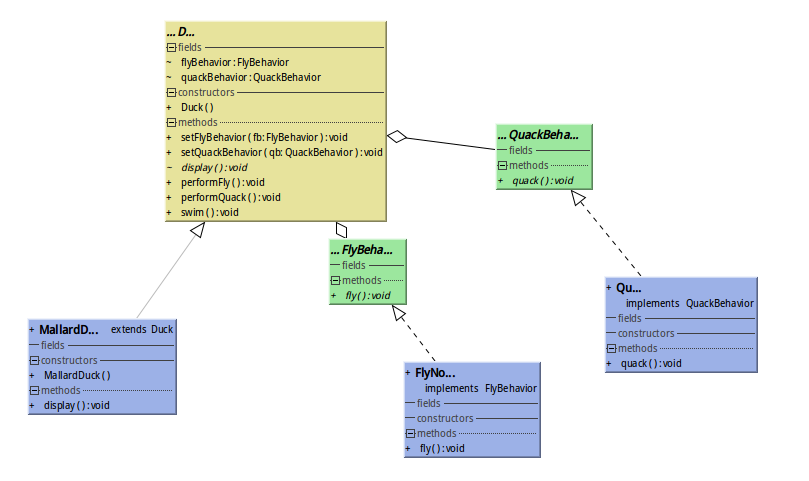 ...D...
fields
~ flyBehavior:FlyBehavior
~ quackBehavior:QuackBehavior
constructors
+ Duck()
methods
+ setFlyBehavior(fb:FlyBehavior):void
+ setQuackBehavior(qb:QuackBehavior):void
~ display():void
+ performFly():void
+ performQuack():void
+ swim():void
...QuackBeha...
fields
methods
+ quack():void
...FlyBeha...
fields
methods
+ fly():void
+ Qu...
implements QuackBehavior
fields
constructors
methods
+ quack():void
+ MallardD... extends Duck
fields
constructors
+ MallardDuck()
methods
+ display():void
+ FlyNo...
implements FlyBehavior
fields
constructors
methods
+ fly():void